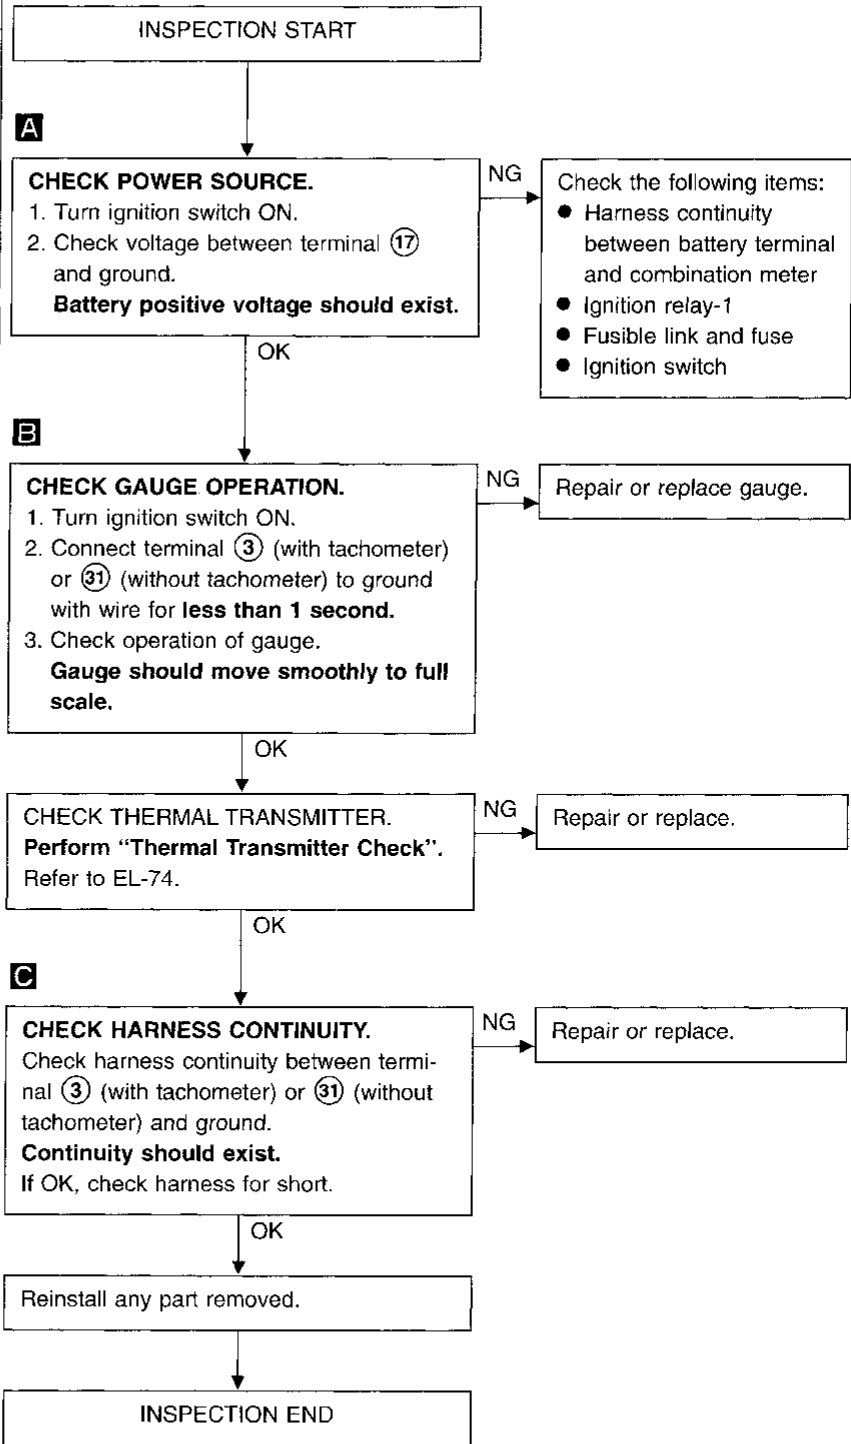 INSPECTION START
A
CHECK POWER SOURCE.
1. Turn ignition switch ON.
2. Check voltage between terminal ⑰
and ground.
Battery positive voltage should exist.
NG
Check the following items:
● Harness continuity
between battery terminal
and combination meter
● Ignition relay-1
● Fusible link and fuse
● Ignition switch
OK
B
CHECK GAUGE OPERATION.
1. Turn ignition switch ON.
2. Connect terminal ③ (with tachometer)
or ㉛ (without tachometer) to ground
with wire for less than 1 second.
3. Check operation of gauge.
Gauge should move smoothly to full
scale.
NG
Repair or replace gauge.
OK
CHECK THERMAL TRANSMITTER.
Perform “Thermal Transmitter Check”.
Refer to EL-74.
NG
Repair or replace.
OK
C
CHECK HARNESS CONTINUITY.
Check harness continuity between termi-
nal ③ (with tachometer) or ㉛ (without
tachometer) and ground.
Continuity should exist.
If OK, check harness for short.
NG
Repair or replace.
OK
Reinstall any part removed.
INSPECTION END